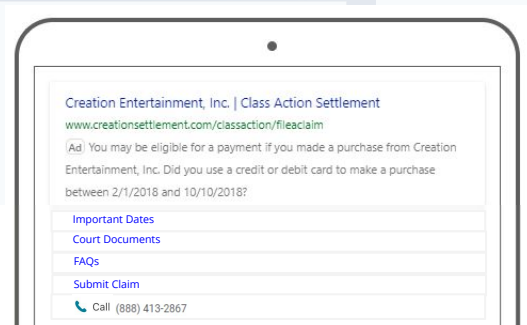 Creation Entertainment, Inc. | Class Action Settlement
www.creationsettlement.com/classaction/fileaclaim
Ad You may be eligible for a payment if you made a purchase from Creation
Entertainment, Inc. Did you use a credit or debit card to make a purchase
between 2/1/2018 and 10/10/2018?
Important Dates
Court Documents
FAQs
Submit Claim
Call (888) 413-2867